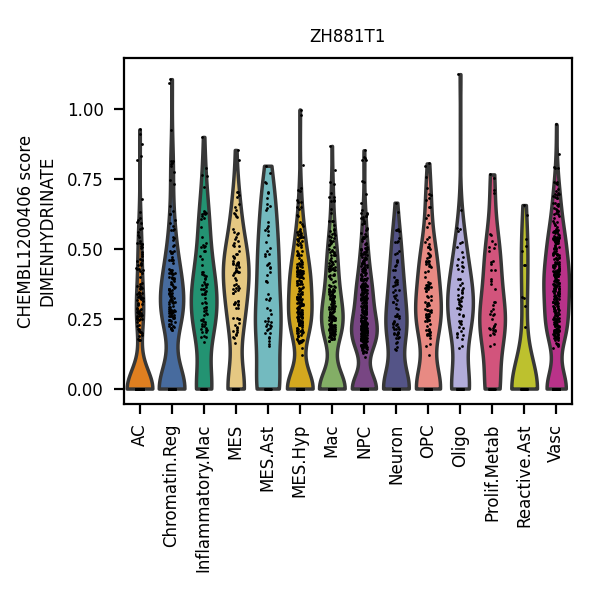 ZH881T1
CHEMBL1200406 score
DIMENHYDRINATE
1.00
0.75
0.50
0.25
0.00
AC
Chromatin.Reg
Inflammatory.Mac
MES
MES.Ast
MES.Hyp
Mac
NPC
Neuron
OPC
Oligo
Prolif.Metab
Reactive.Ast
Vasc